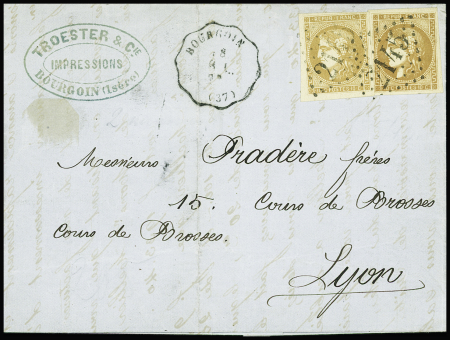 TROESTER & CIE
IMPRESSIONS
BOURGOIN (Isère)
BOURGOIN
(37)
Messieurs Pradère frères
15. Cours de Brosses
Cours de Brosses.
Lyon